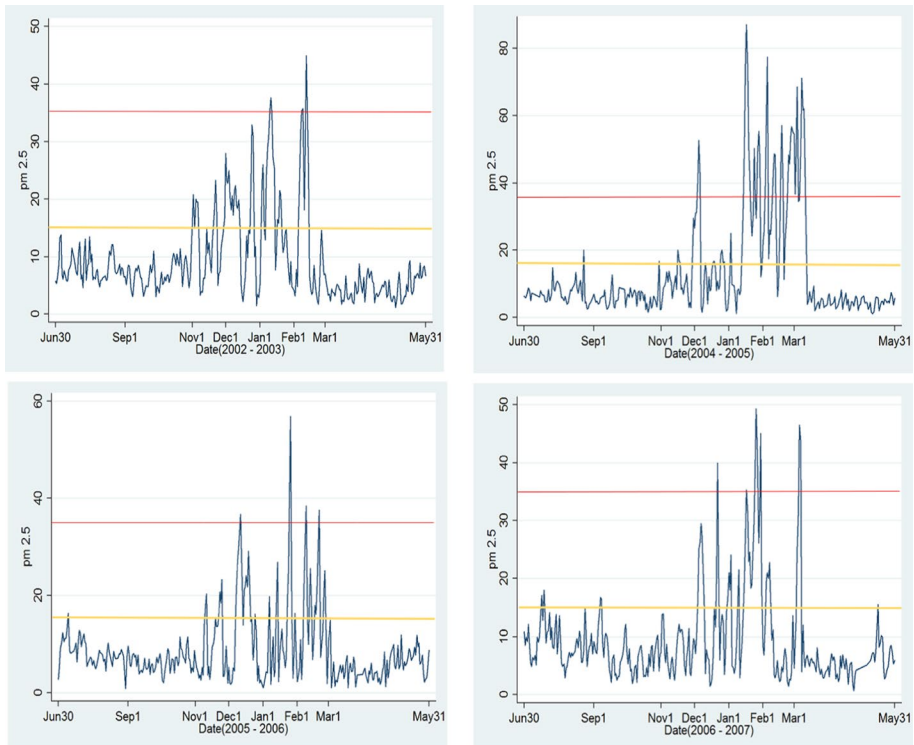 50
40
30
20
10
0
pm 2.5
Jun30 Sep1 Nov1 Dec1 Jan1 Feb1 Mar1 May31
Date(2002 - 2003)
80
60
40
20
0
pm 2.5
Jun30 Sep1 Nov1 Dec1 Jan1 Feb1 Mar1 May31
Date(2004 - 2005)
60
40
20
0
pm 2.5
Jun30 Sep1 Nov1 Dec1 Jan1 Feb1 Mar1 May31
Date(2005 - 2006)
50
40
30
20
10
0
pm 2.5
Jun30 Sep1 Nov1 Dec1 Jan1 Feb1 Mar1 May31
Date(2006 - 2007)